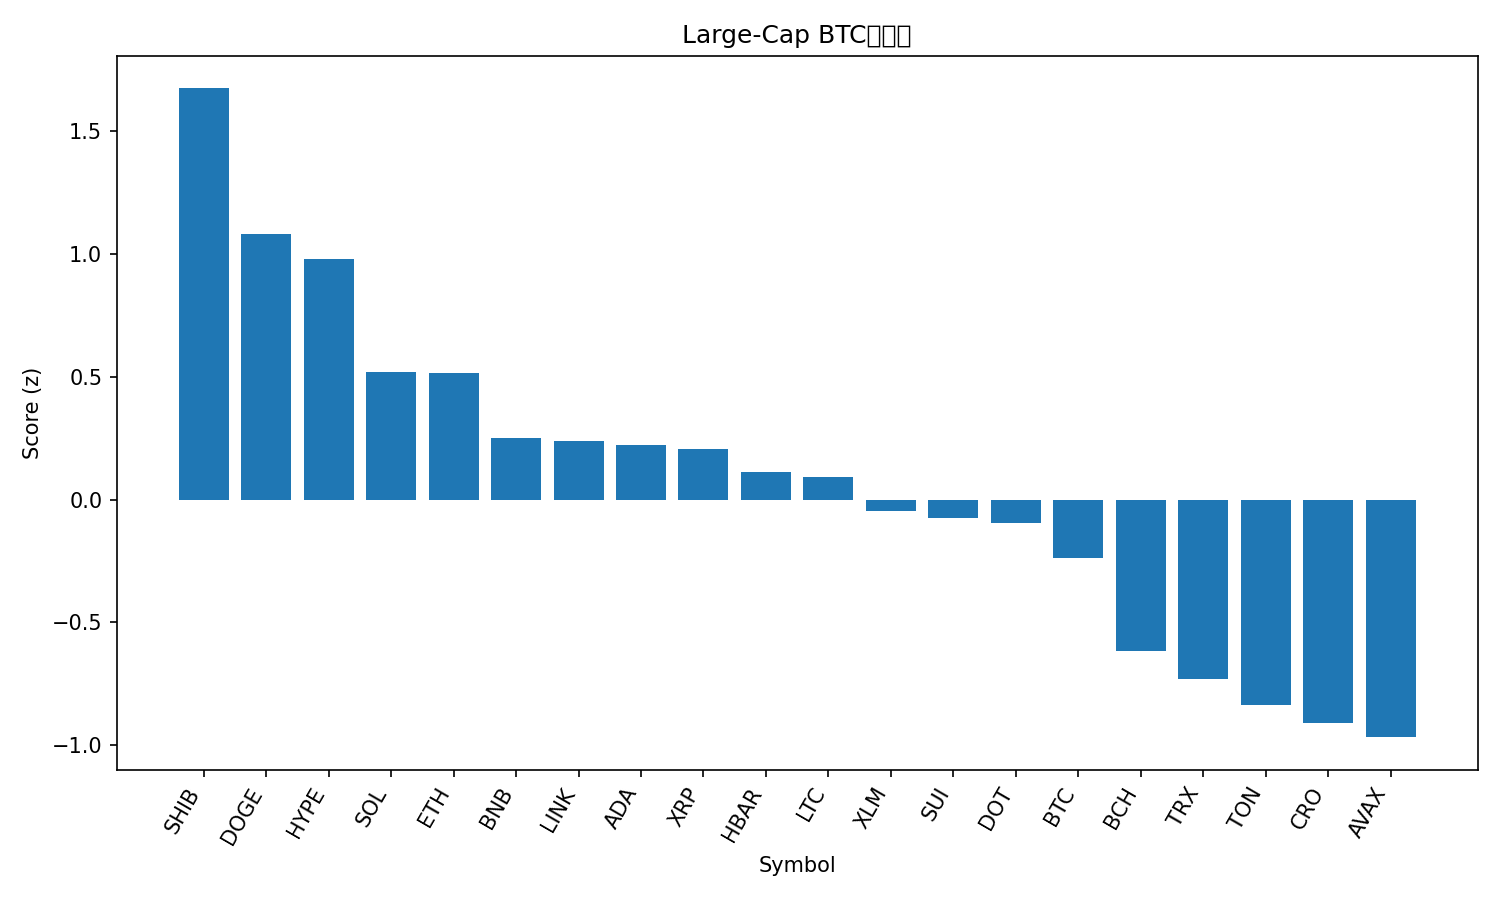 Large-Cap BTC
Score (z)
1.5
1.0
0.5
0.0
−0.5
−1.0
SHIB DOGE HYPE SOL ETH BNB LINK ADA XRP HBAR LTC XLM SUI DOT BTC BCH TRX TON CRO AVAX
Symbol